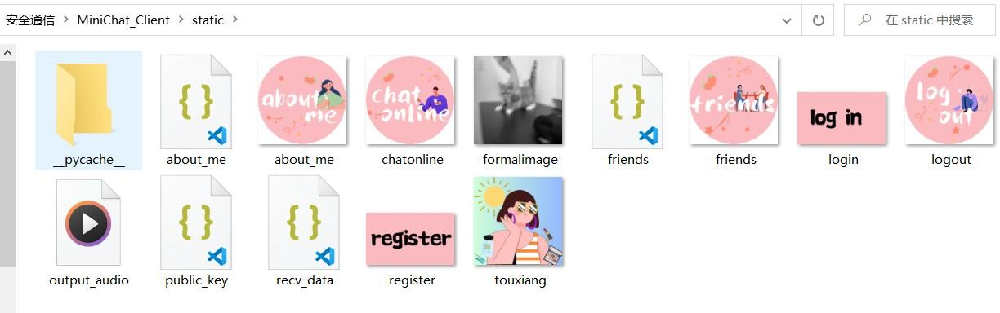 安全通信 > MiniChat_Client > static >
在 static 中搜索
about
me
chat
online
friends
log in
log
out
__pycache__
about_me
about_me
chatonline
formalimage
friends
friends
login
logout
register
output_audio
public_key
recv_data
register
touxiang